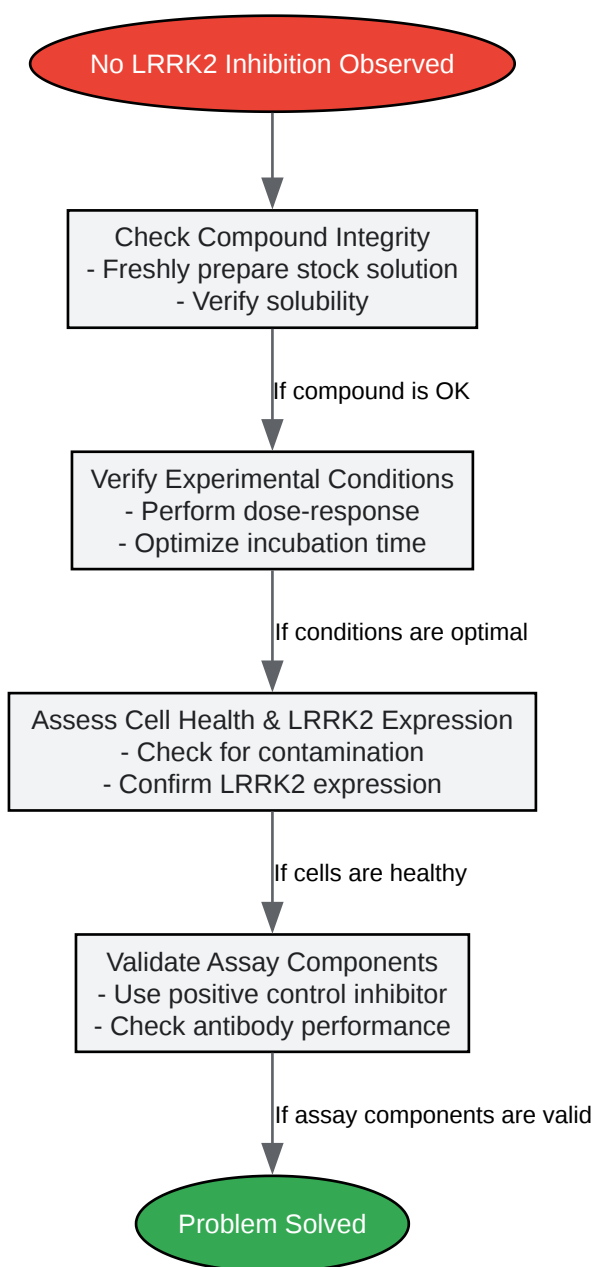 No LRRK2 Inhibition Observed
Check Compound Integrity
- Freshly prepare stock solution
- Verify solubility
If compound is OK
Verify Experimental Conditions
- Perform dose-response
- Optimize incubation time
If conditions are optimal
Assess Cell Health & LRRK2 Expression
- Check for contamination
- Confirm LRRK2 expression
If cells are healthy
Validate Assay Components
- Use positive control inhibitor
- Check antibody performance
If assay components are valid
Problem Solved